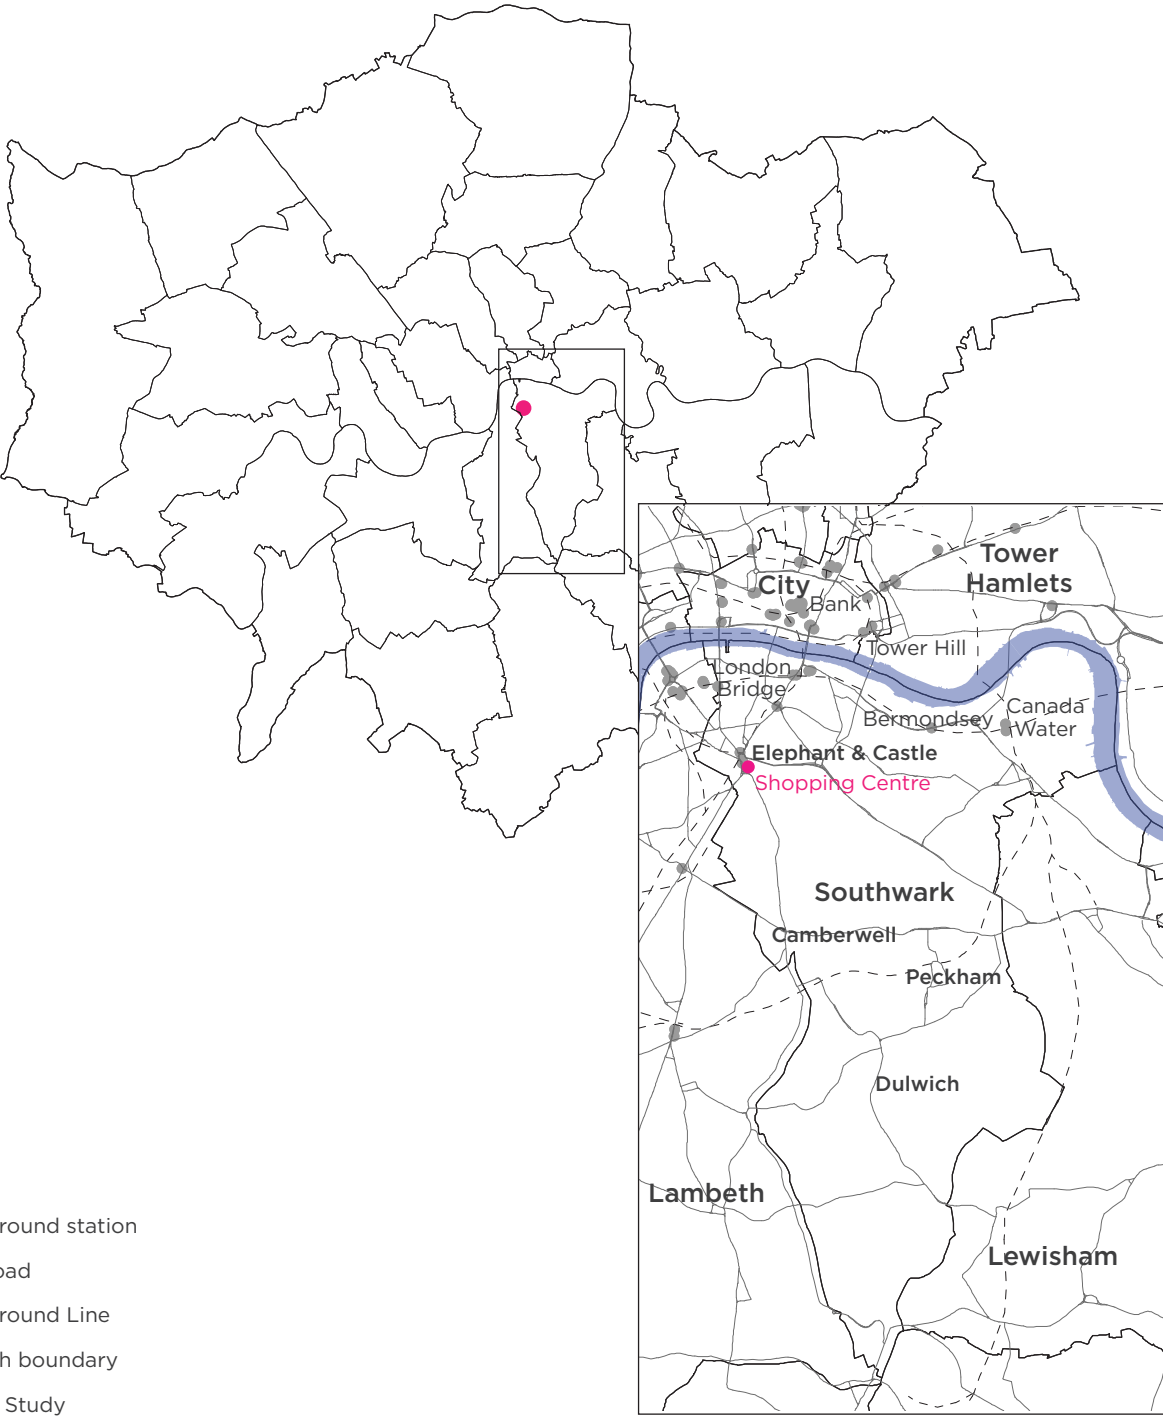 Tower
Hamlets
City
Bank
Tower Hill
London
Bridge
Bermondsey
Canada
Water
Elephant & Castle
Shopping Centre
Southwark
Camberwell
Peckham
Dulwich
Lambeth
Lewisham
round station
oad
round Line
h boundary
Study